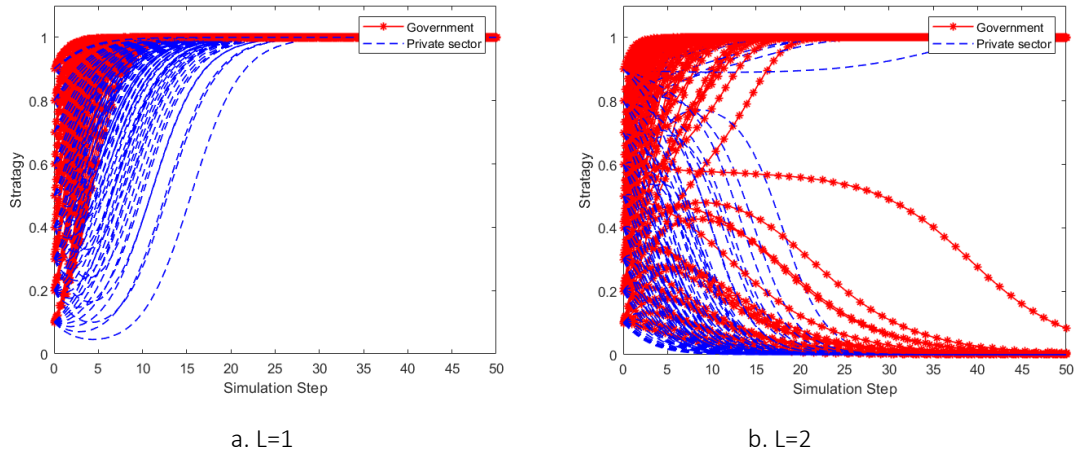 Government
Private sector
1
0.8
0.6
0.4
0.2
0
Stratagy
0 5 10 15 20 25 30 35 40 45 50
Simulation Step
a. L=1
Government
Private sector
1
0.8
0.6
0.4
0.2
0
Stratagy
0 5 10 15 20 25 30 35 40 45 50
Simulation Step
b. L=2